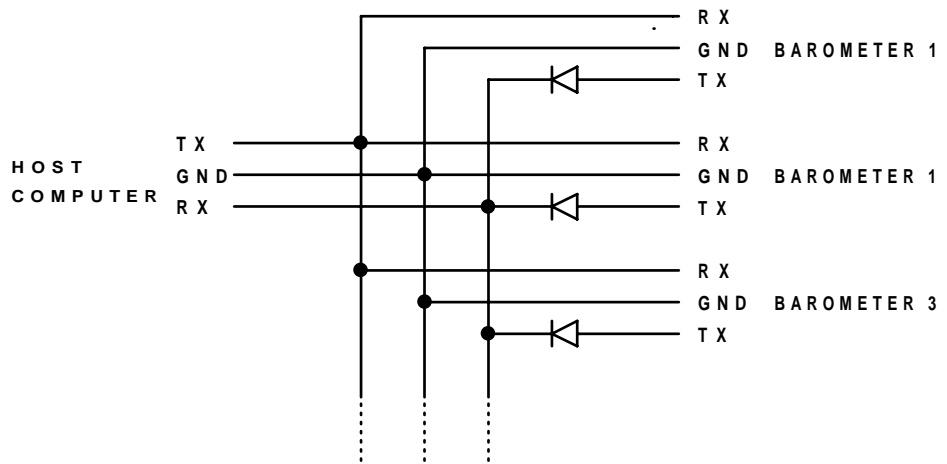 RX
GND BAROMETER 1
TX
TX
RX
HOST
GND
GND BAROMETER 1
COMPUTER
RX
TX
RX
GND BAROMETER 3
TX